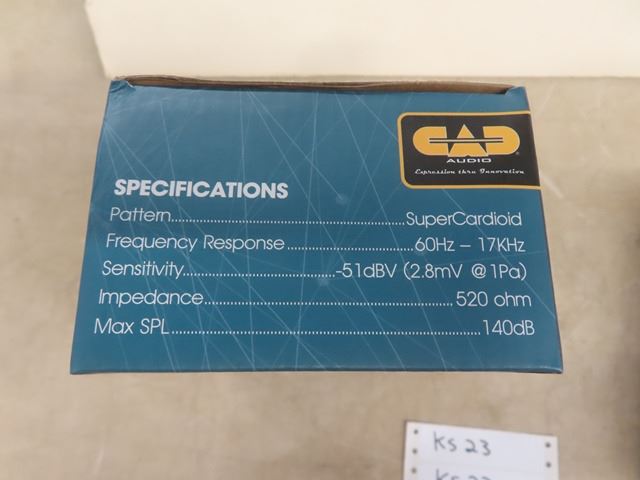 CAD
AUDIO
Expression thru Innovation
SPECIFICATIONS
Pattern..............................................SuperCardioid
Frequency Response.........................60Hz – 17KHz
Sensitivity..............................-51dBV (2.8mV @ 1Pa)
Impedance.................................................520 ohm
Max SPL..........................................................140dB
KS 23